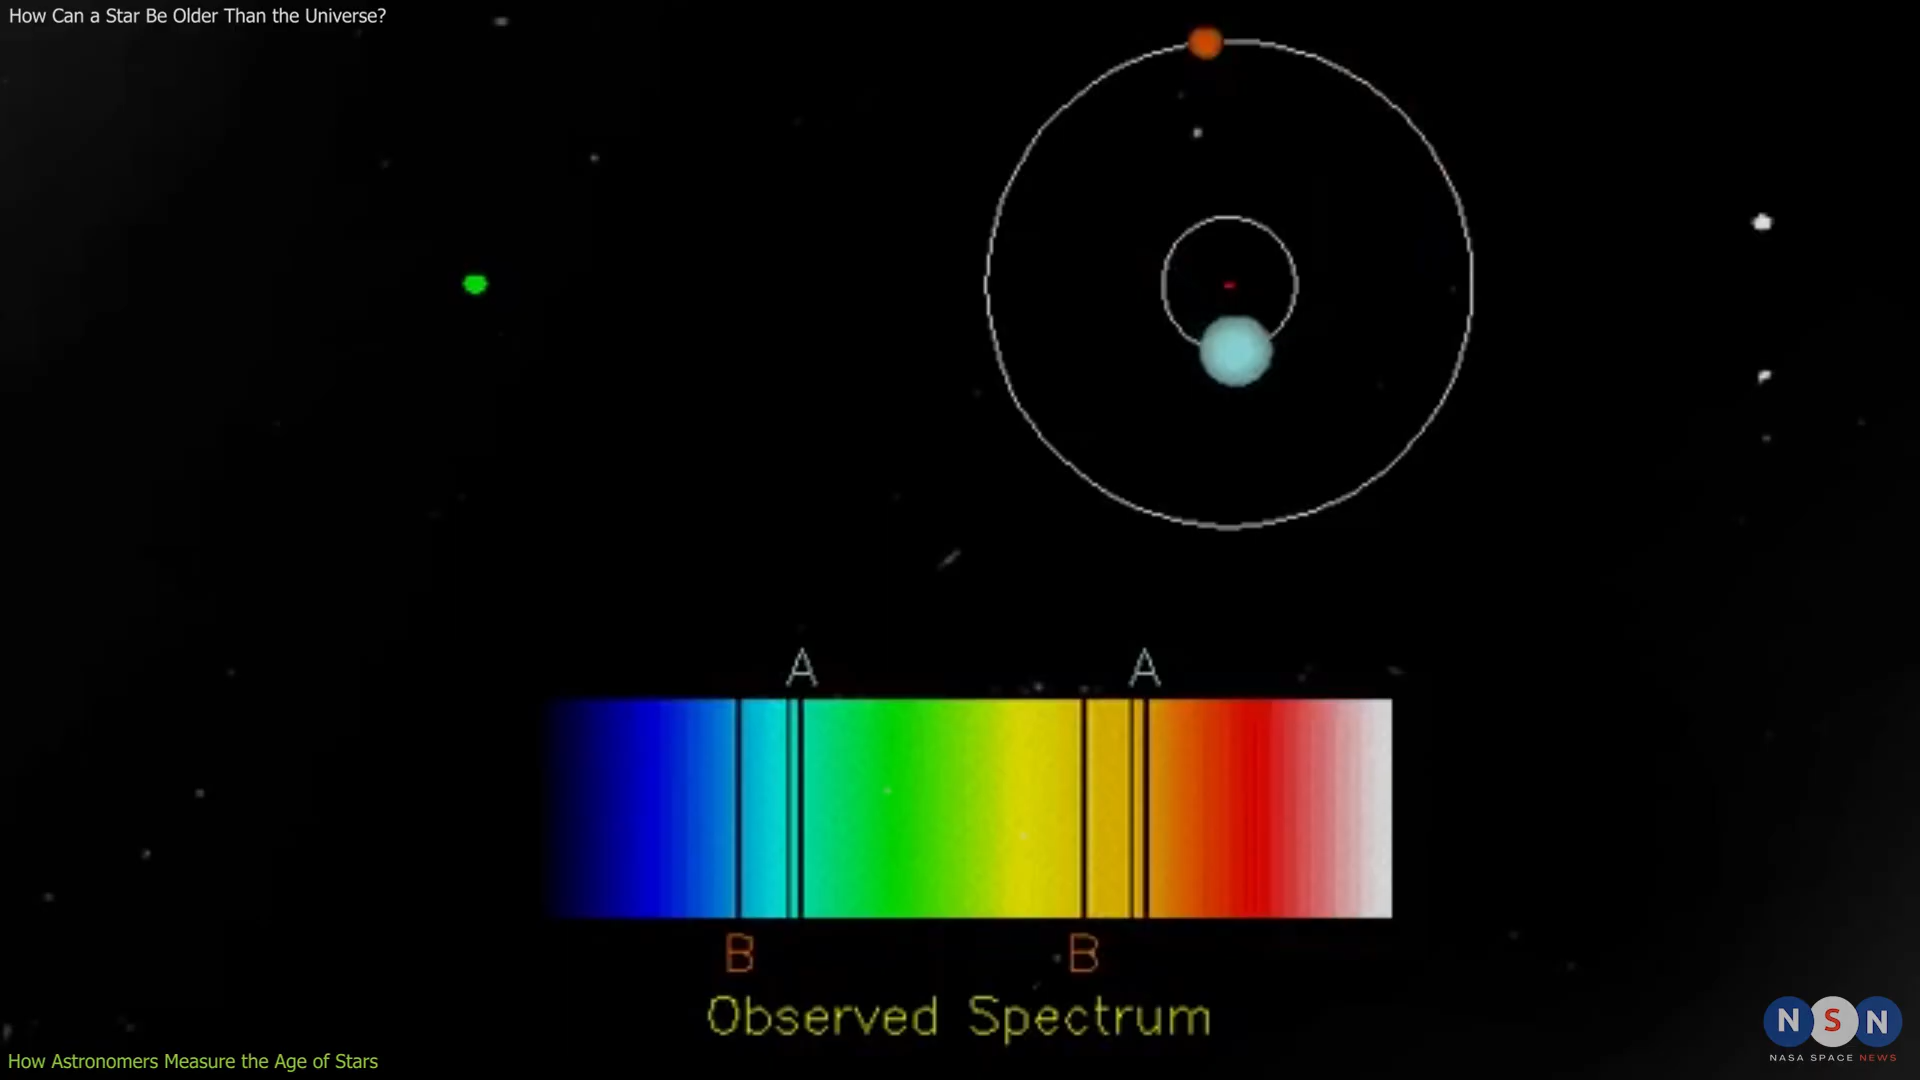 How Can a Star Be Older Than the Universe?
A A
B B
Observed Spectrum
How Astronomers Measure the Age of Stars
NSN
NASA SPACE NEWS